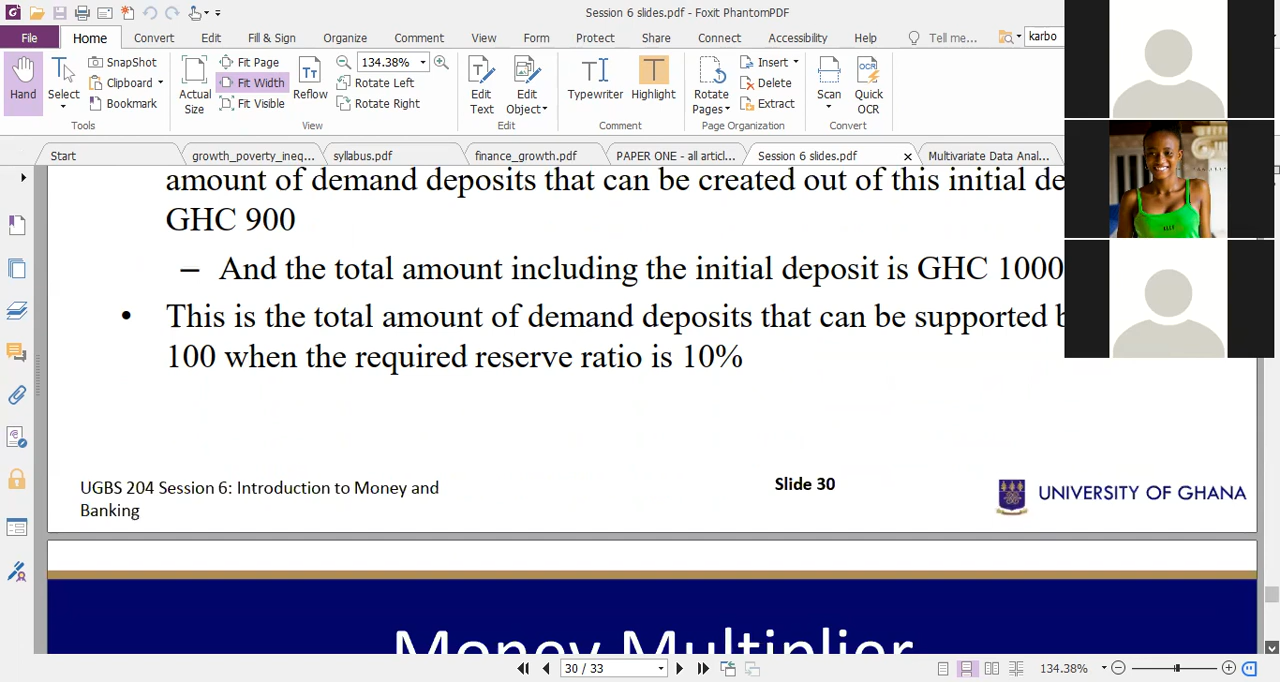 Session 6 slides.pdf - Foxit PhantomPDF
File Home Convert Edit Fill & Sign Organize Comment View Form Protect Share Connect Accessibility Help Tell me... karbo
Hand Select SnapShot Clipboard Bookmark Actual Size Fit Page Fit Width Fit Visible Reflow 134.38% Rotate Left Rotate Right Edit Text Edit Object Typewriter Highlight Rotate Pages Insert Delete Extract Scan Quick OCR
Tools View Edit Comment Page Organization Convert
Start growth_poverty_ineq... syllabus.pdf finance_growth.pdf PAPER ONE - all articl... Session 6 slides.pdf Multivariate Data Anal...
amount of demand deposits that can be created out of this initial de
GHC 900
– And the total amount including the initial deposit is GHC 1000
• This is the total amount of demand deposits that can be supported b
100 when the required reserve ratio is 10%
UGBS 204 Session 6: Introduction to Money and
Banking
Slide 30
UNIVERSITY OF GHANA
Money Multiplier
30 / 33
134.38%